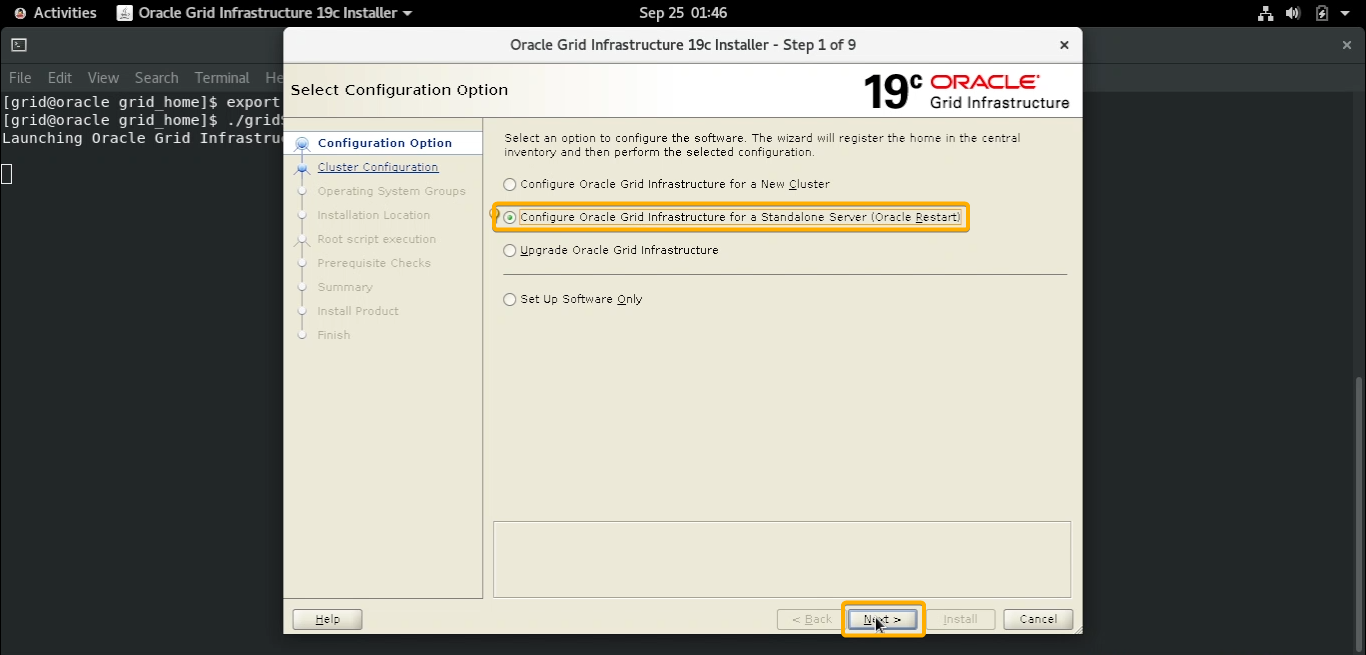 Activities
Oracle Grid Infrastructure 19c Installer
Sep 25 01:46
Oracle Grid Infrastructure 19c Installer - Step 1 of 9
File Edit View Search Terminal He
[grid@oracle grid_home]$ export
[grid@oracle grid_home]$ ./grid
Launching Oracle Grid Infrastru
Select Configuration Option
19c ORACLE
Grid Infrastructure
Configuration Option
Cluster Configuration
Operating System Groups
Installation Location
Root script execution
Prerequisite Checks
Summary
Install Product
Finish
Select an option to configure the software. The wizard will register the home in the central
inventory and then perform the selected configuration.
Configure Oracle Grid Infrastructure for a New Cluster
Configure Oracle Grid Infrastructure for a Standalone Server (Oracle Restart)
Upgrade Oracle Grid Infrastructure
Set Up Software Only
Help
< Back
Next >
Install
Cancel